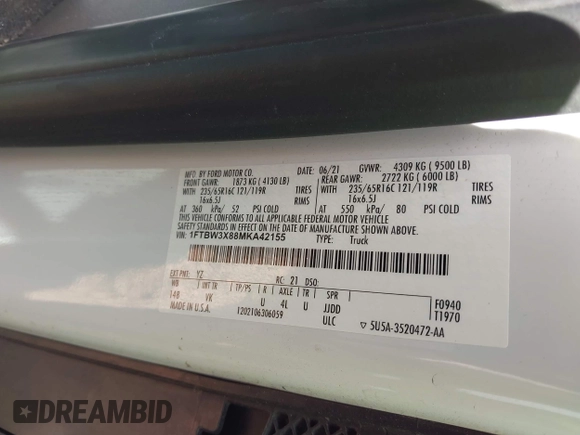 MFD. BY FORD MOTOR CO. DATE: 06/21 GVWR: 4309 KG ( 9500 LB)
FRONT GAWR: 1873 KG ( 4130 LB) REAR GAWR: 2722 KG ( 6000 LB)
WITH 235/65R16C 121/119R TIRES WITH 235/65R16C 121/119R TIRES
16x6.5J RIMS 16x6.5J RIMS
AT 360 kPa/ 52 PSI COLD AT 550 kPa/ 80 PSI COLD
THIS VEHICLE CONFORMS TO ALL APPLICABLE FEDERAL MOTOR VEHICLE
SAFETY STANDARDS IN EFFECT ON THE DATE OF MANUFACTURE SHOWN ABOVE.
VIN: 1FTBW3X88MKA42155 TYPE: Truck
EXT PNT: YZ RC: 21 DSO:
WB INT TR TP/PS R AXLE TR SPR
148 VK U 4L U JJDD F0940
MADE IN U.S.A. 1202106306059 ULC T1970
5U5A-3520472-AA
DREAMBID